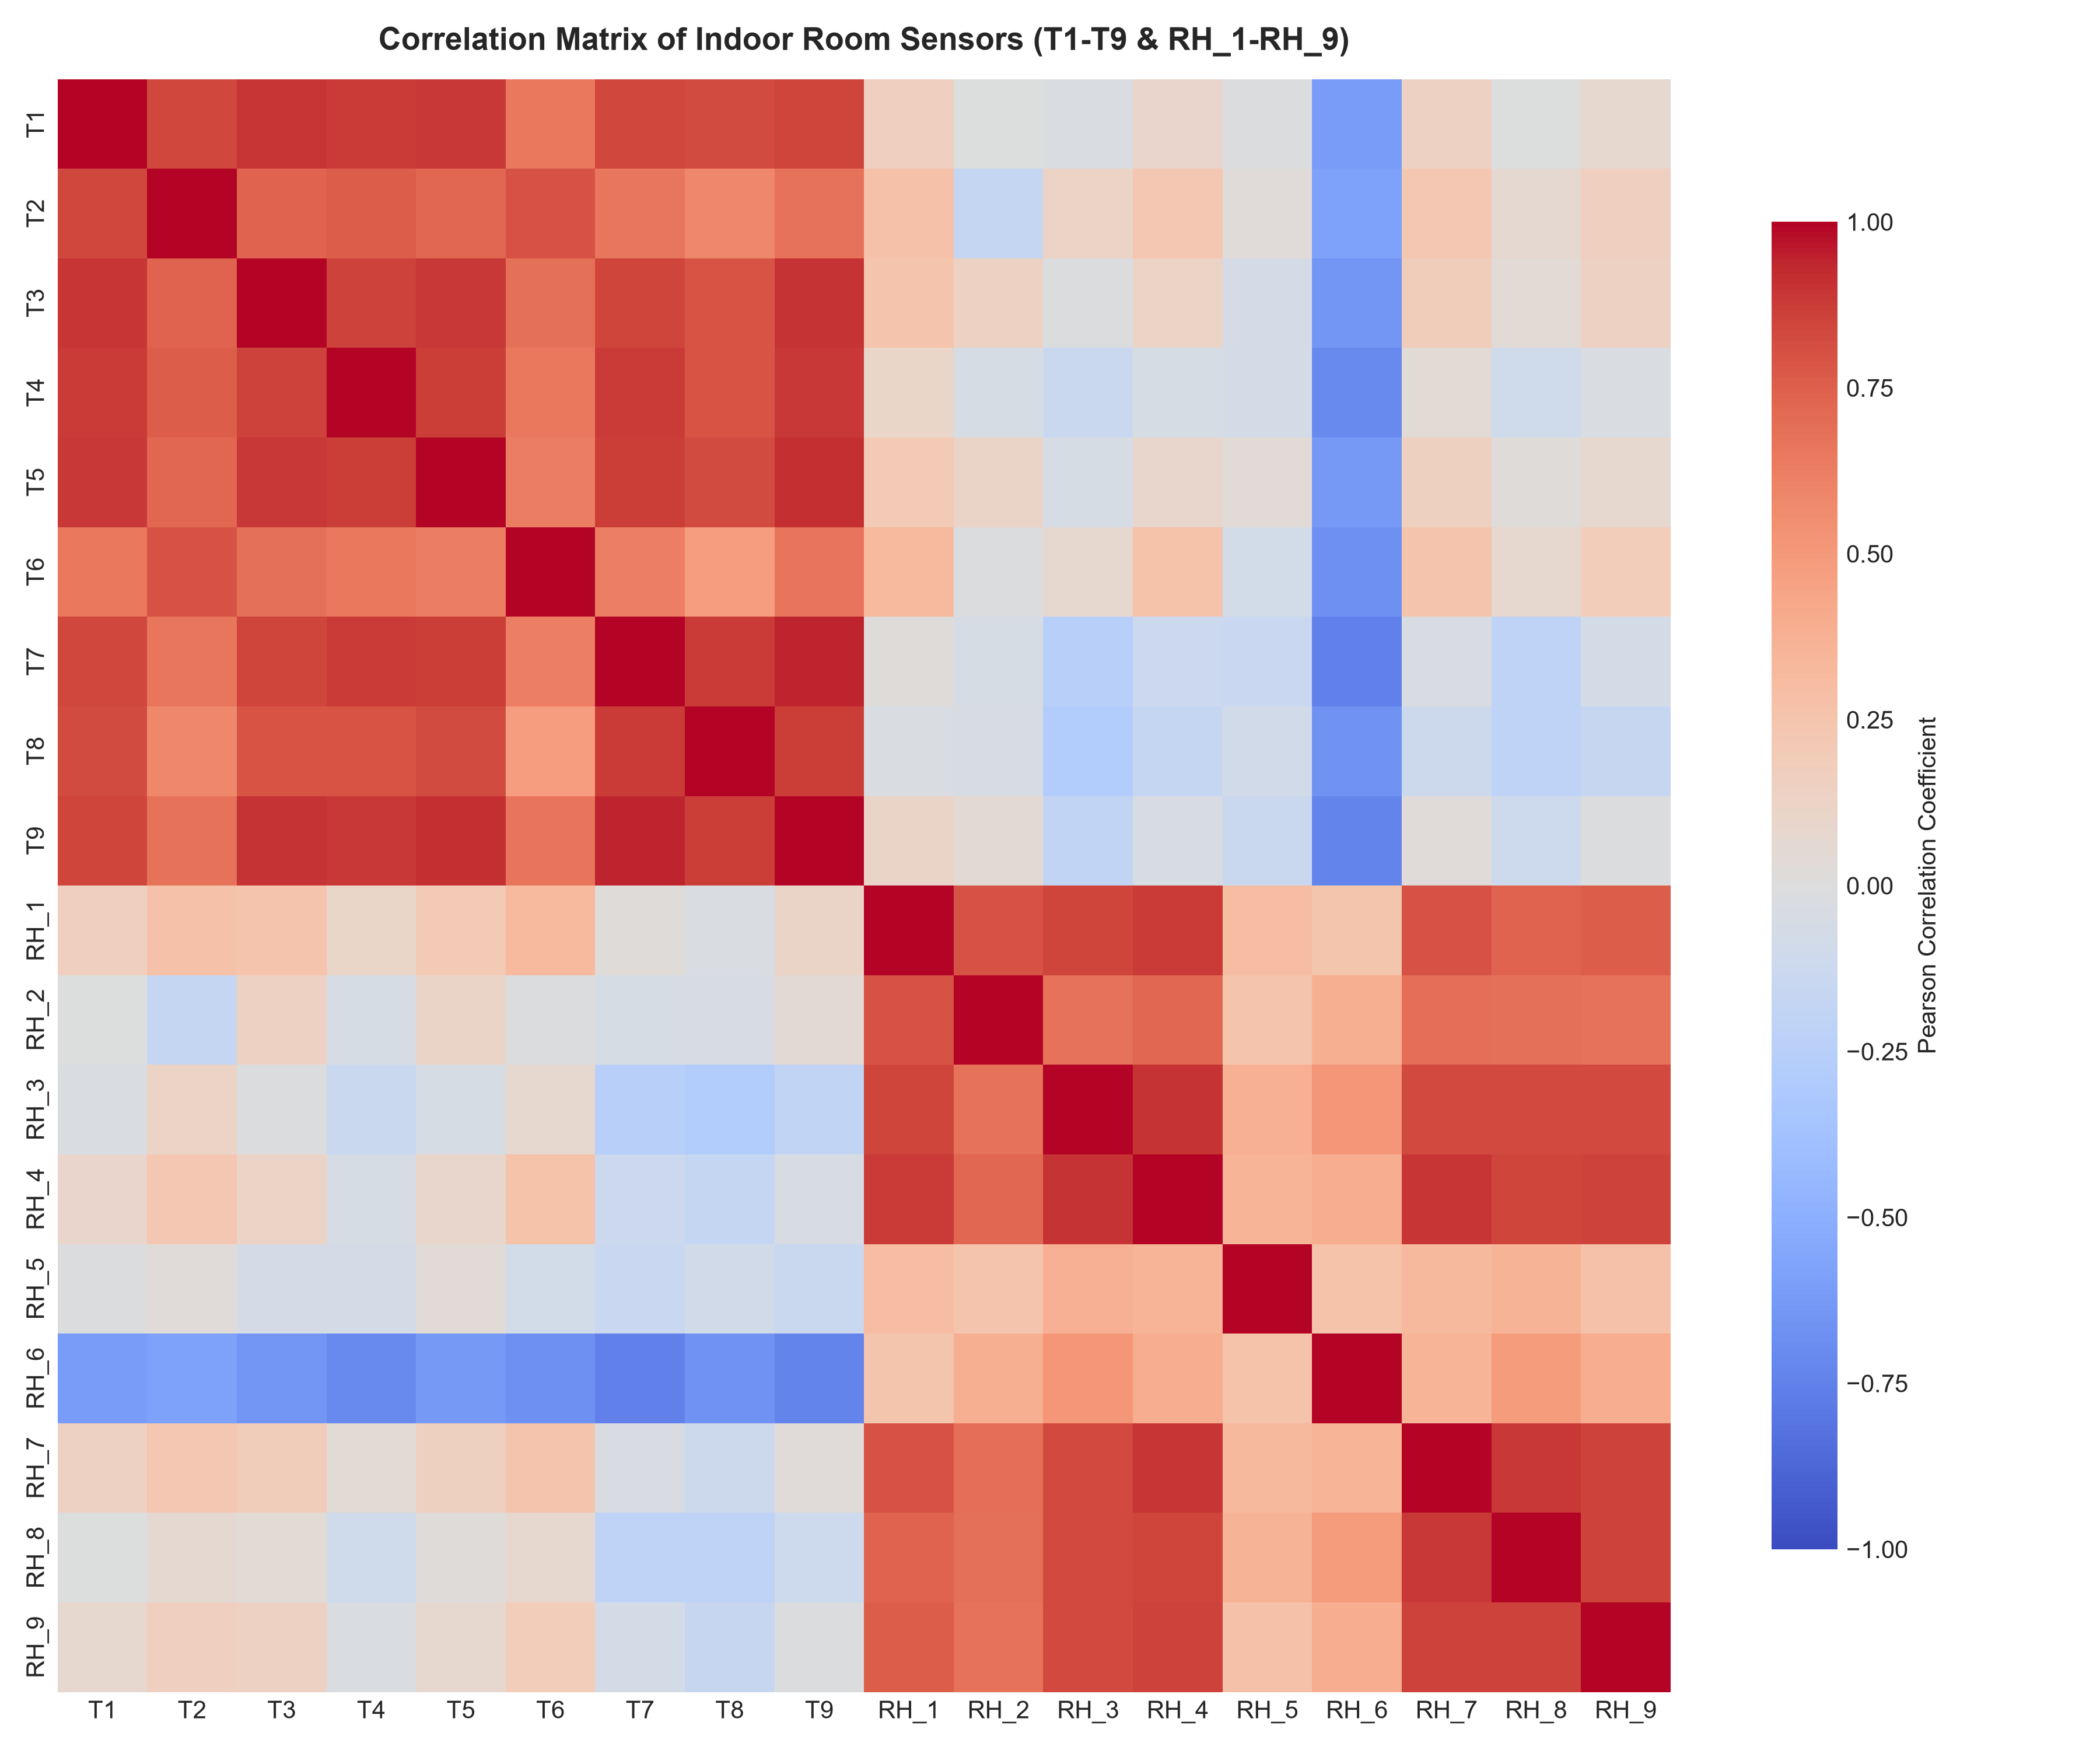 Correlation Matrix of Indoor Room Sensors (T1-T9 & RH_1-RH_9)
T1
T2
T3
T4
T5
T6
T7
T8
T9
RH_1
RH_2
RH_3
RH_4
RH_5
RH_6
RH_7
RH_8
RH_9
T1 T2 T3 T4 T5 T6 T7 T8 T9 RH_1 RH_2 RH_3 RH_4 RH_5 RH_6 RH_7 RH_8 RH_9
1.00
0.75
0.50
0.25
0.00
−0.25
−0.50
−0.75
−1.00
Pearson Correlation Coefficient